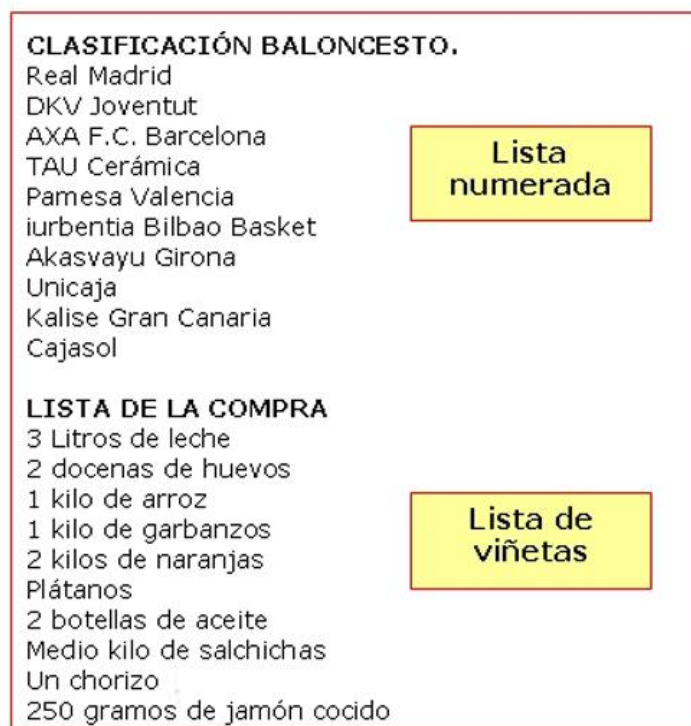 CLASIFICACIÓN BALONCESTO.
Real Madrid
DKV Joventut
AXA F.C. Barcelona
TAU Cerámica
Pamesa Valencia
iurbentia Bilbao Basket
Akasvayu Girona
Unicaja
Kalise Gran Canaria
Cajasol
Lista
numerada
LISTA DE LA COMPRA
3 Litros de leche
2 docenas de huevos
1 kilo de arroz
1 kilo de garbanzos
2 kilos de naranjas
Plátanos
2 botellas de aceite
Medio kilo de salchichas
Un chorizo
250 gramos de jamón cocido
Lista de
viñetas